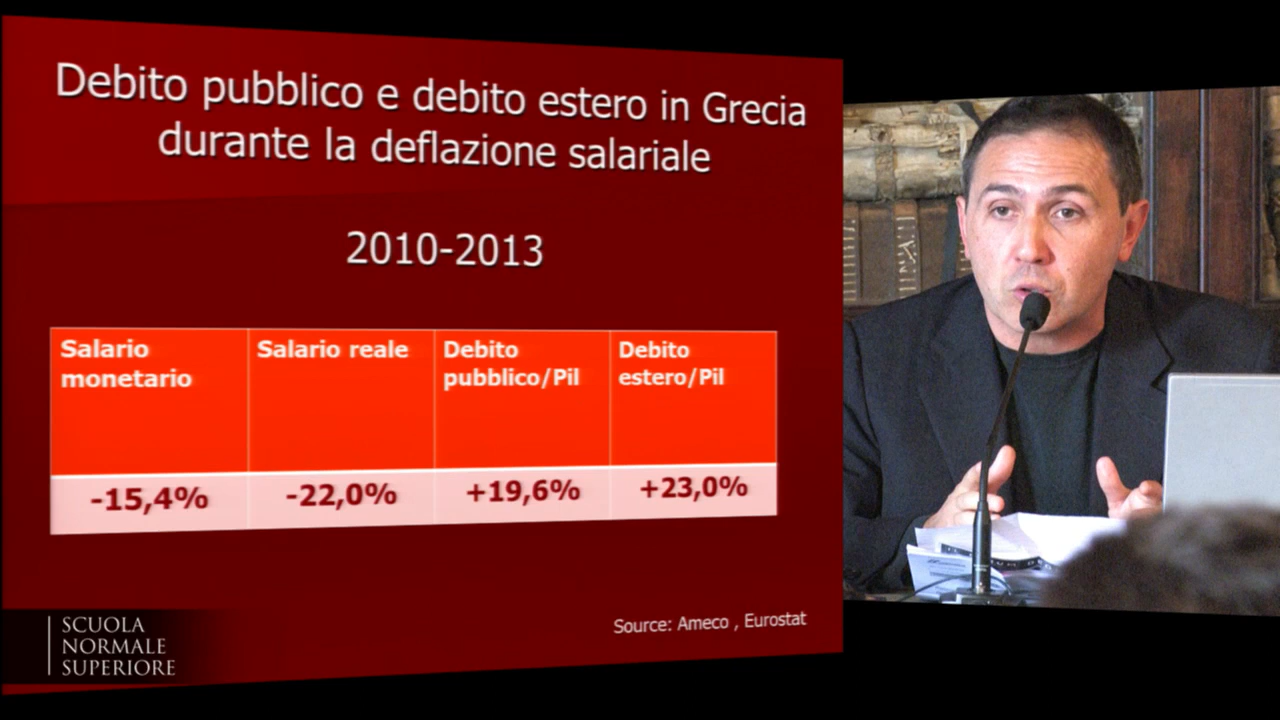 Debito pubblico e debito estero in Grecia
durante la deflazione salariale
2010-2013
Salario
monetario
Salario reale
Debito
pubblico/Pil
Debito
estero/Pil
-15,4%
-22,0%
+19,6%
+23,0%
Source: Ameco , Eurostat
SCUOLA
NORMALE
SUPERIORE